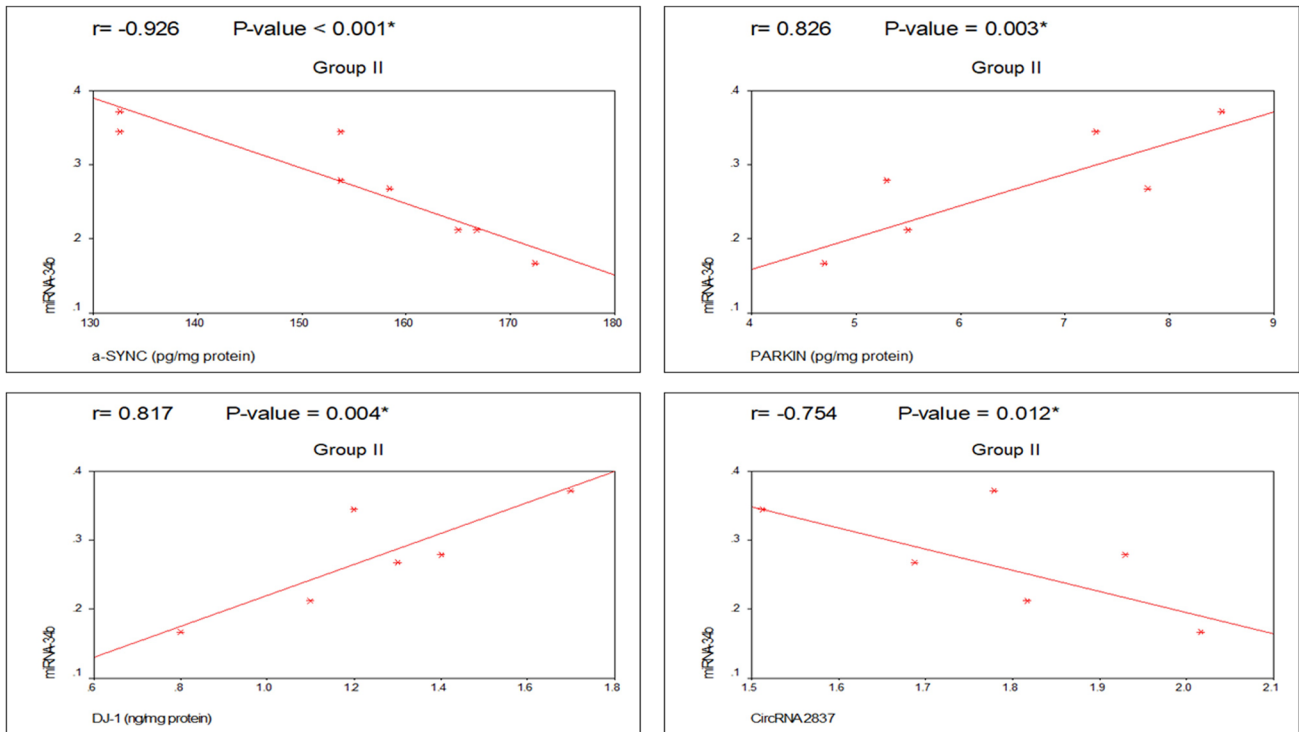 r= -0.926 P-value < 0.001*
Group II
.4
.3
.2
.1
miRNA-34b
130 140 150 160 170 180
a-SYNC (pg/mg protein)
r= 0.826 P-value = 0.003*
Group II
.4
.3
.2
.1
miRNA-34b
4 5 6 7 8 9
PARKIN (pg/mg protein)
r= 0.817 P-value = 0.004*
Group II
.4
.3
.2
.1
miRNA-34b
.6 .8 1.0 1.2 1.4 1.6 1.8
DJ-1 (ng/mg protein)
r= -0.754 P-value = 0.012*
Group II
.4
.3
.2
.1
miRNA-34b
1.5 1.6 1.7 1.8 1.9 2.0 2.1
CircRNA2837